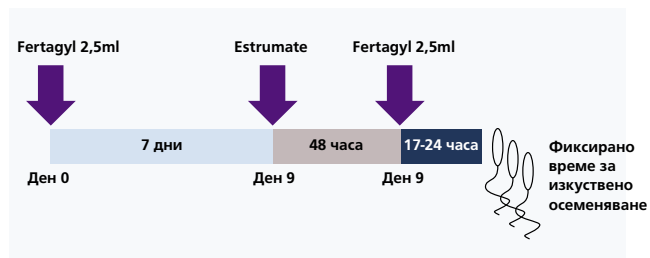 Fertagyl 2,5ml
Estrumate
Fertagyl 2,5ml
7 дни
48 часа
17-24 часа
Ден 0
Ден 9
Ден 9
Фиксирано
време за
изкуствено
осеменяване